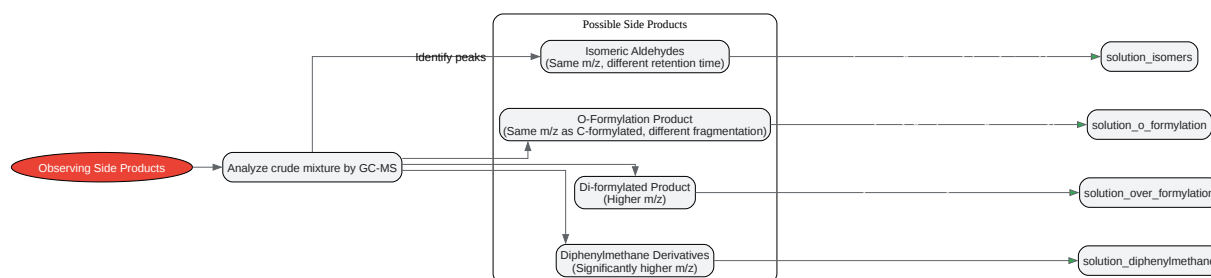 Possible Side Products
Identify peaks
Isomeric Aldehydes
(Same m/z, different retention time)
solution_isomers
O-Formylation Product
(Same m/z as C-formylated, different fragmentation)
solution_o_formylation
Observing Side Products
Analyze crude mixture by GC-MS
Di-formylated Product
(Higher m/z)
solution_over_formylation
Diphenylmethane Derivatives
(Significantly higher m/z)
solution_diphenylmethane